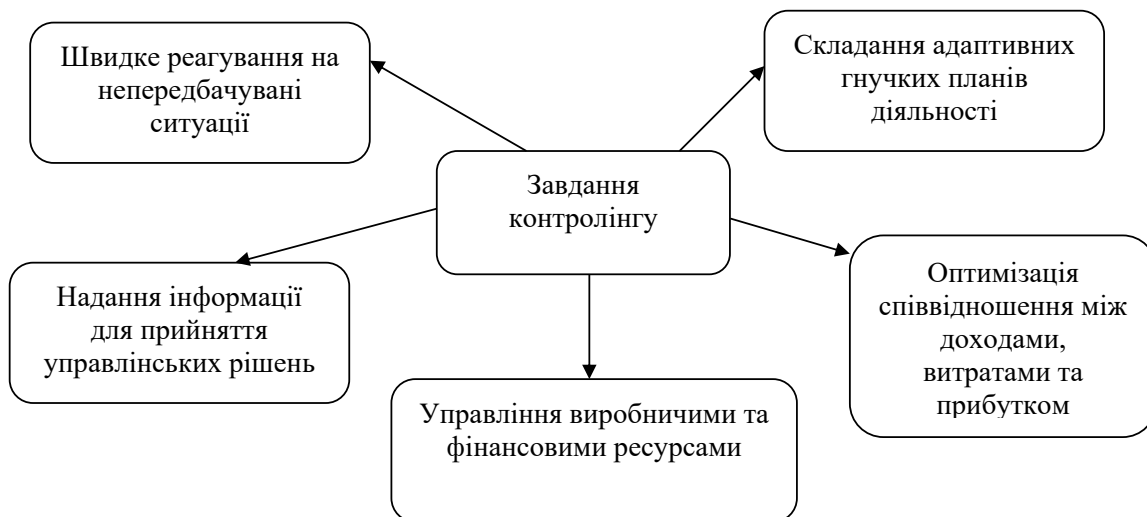 Швидке реагування на
непередбачувані
ситуації
Складання адаптивних
гнучких планів
діяльності
Завдання
контролінгу
Надання інформації
для прийняття
управлінських рішень
Оптимізація
співвідношення між
доходами,
витратами та
прибутком
Управління виробничими та
фінансовими ресурсами